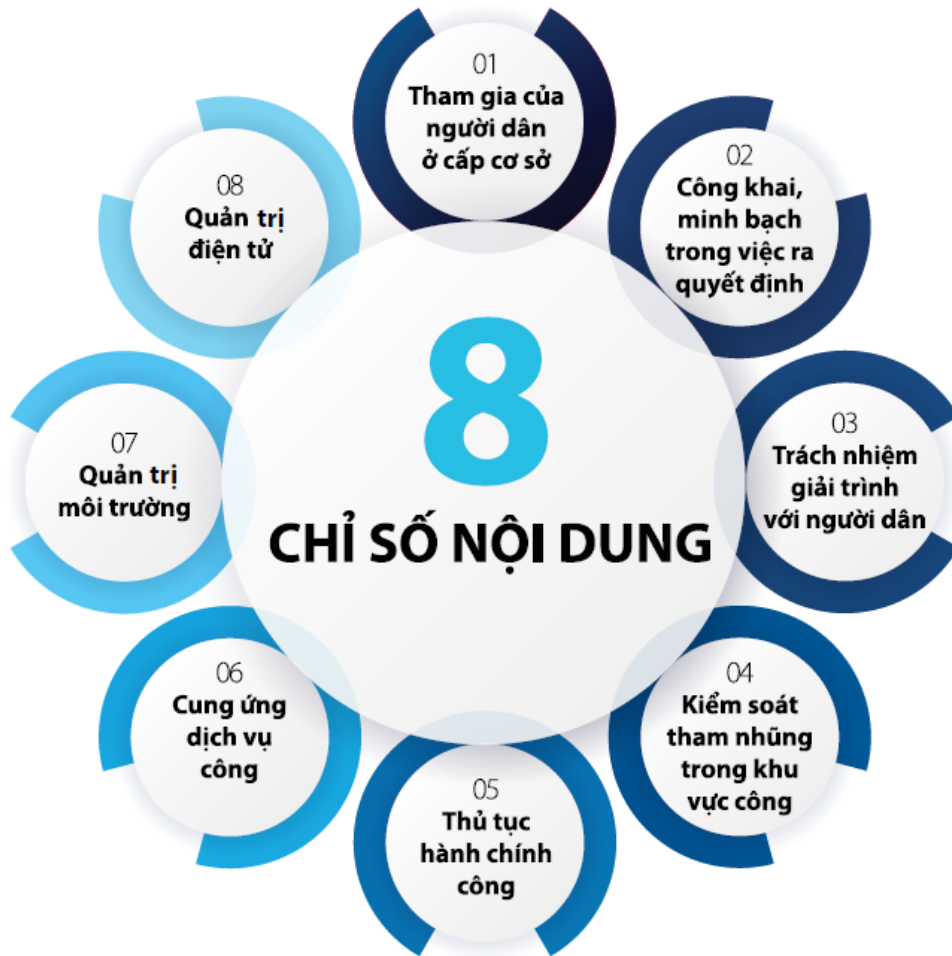 01
Tham gia của
người dân
ở cấp cơ sở
02
Công khai,
minh bạch
trong việc ra
quyết định
03
Trách nhiệm
giải trình
với người dân
04
Kiểm soát
tham nhũng
trong khu
vực công
05
Thủ tục
hành chính
công
06
Cung ứng
dịch vụ
công
07
Quản trị
môi trường
08
Quản trị
điện tử
8
CHỈ SỐ NỘI DUNG